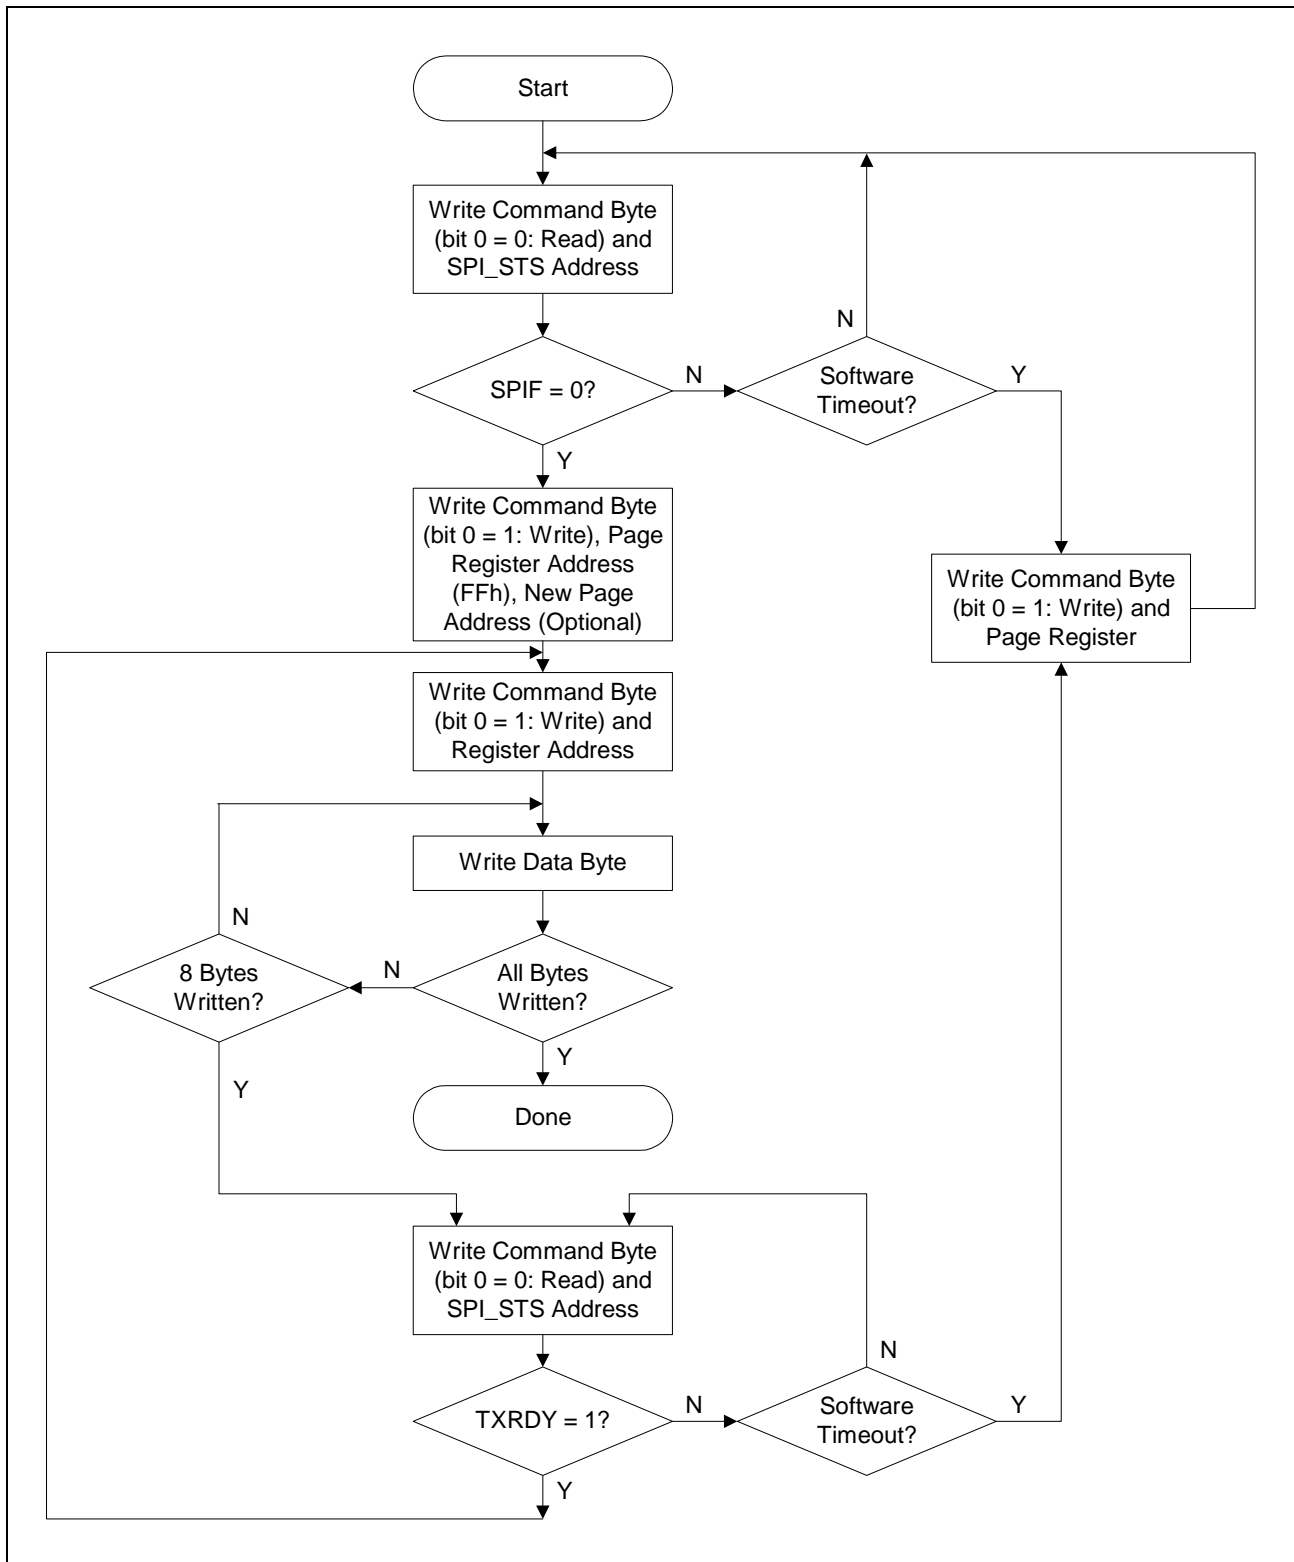 Start
Write Command Byte
(bit 0 = 0: Read) and
SPI_STS Address
N
SPIF = 0?
N
Software
Timeout?
Y
Y
Write Command Byte
(bit 0 = 1: Write), Page
Register Address
(FFh), New Page
Address (Optional)
Write Command Byte
(bit 0 = 1: Write) and
Page Register
Write Command Byte
(bit 0 = 1: Write) and
Register Address
Write Data Byte
N
8 Bytes
Written?
N
All Bytes
Written?
Y
Y
Done
Write Command Byte
(bit 0 = 0: Read) and
SPI_STS Address
N
TXRDY = 1?
N
Software
Timeout?
Y
Y